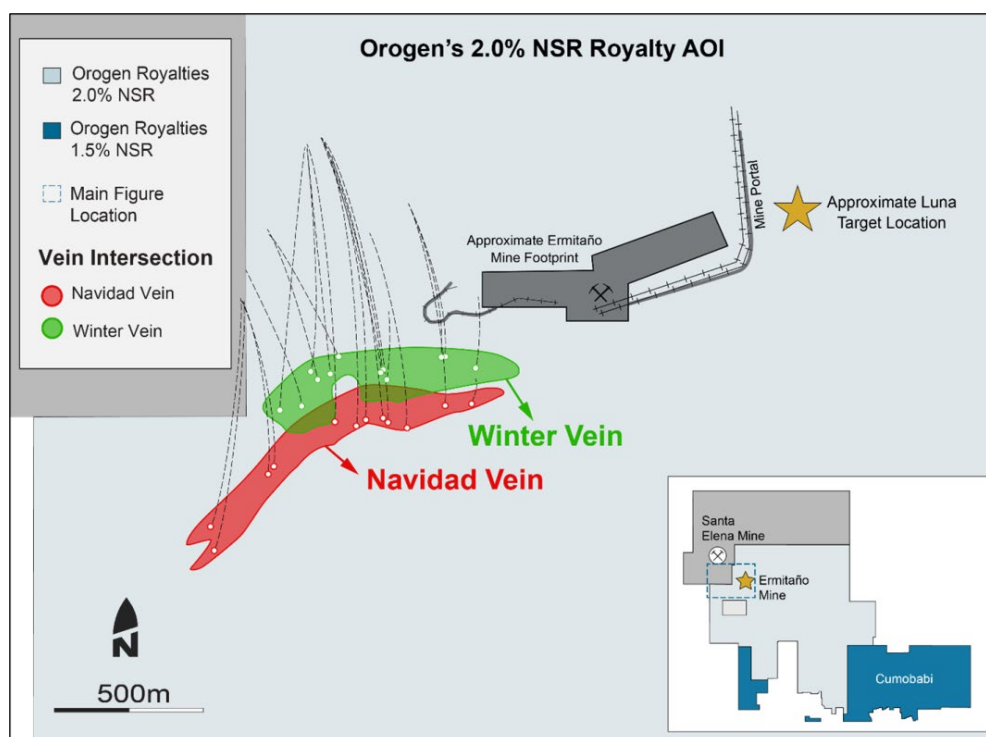 Orogen's 2.0% NSR Royalty AOI
Orogen Royalties
2.0% NSR
Orogen Royalties
1.5% NSR
Main Figure
Location
Vein Intersection
Navidad Vein
Winter Vein
Mine Portal
Approximate Luna
Target Location
Approximate Ermitaño
Mine Footprint
Winter Vein
Navidad Vein
N
500m
Santa
Elena Mine
Ermitaño
Mine
Cumobabi